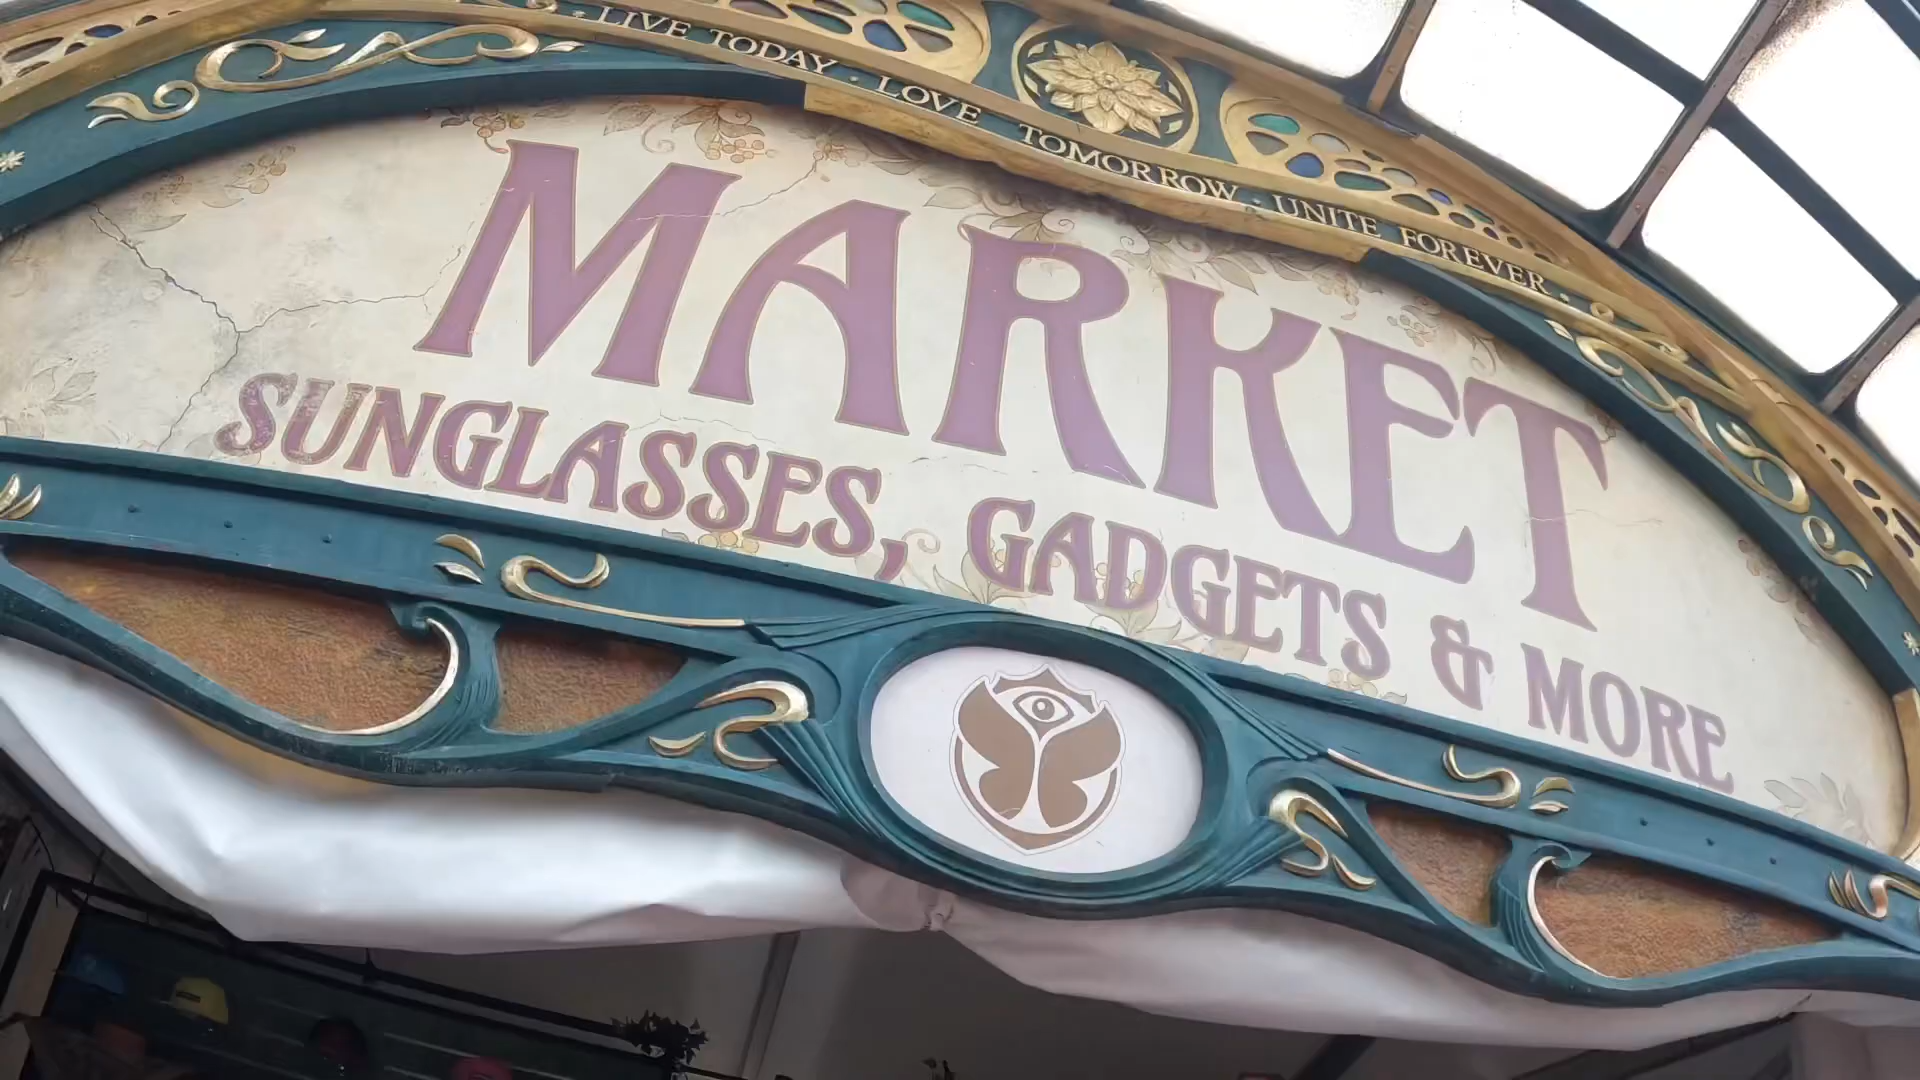 LIVE TODAY · LOVE TOMORROW · UNITE FOREVER ·
MARKET
SUNGLASSES, GADGETS & MORE